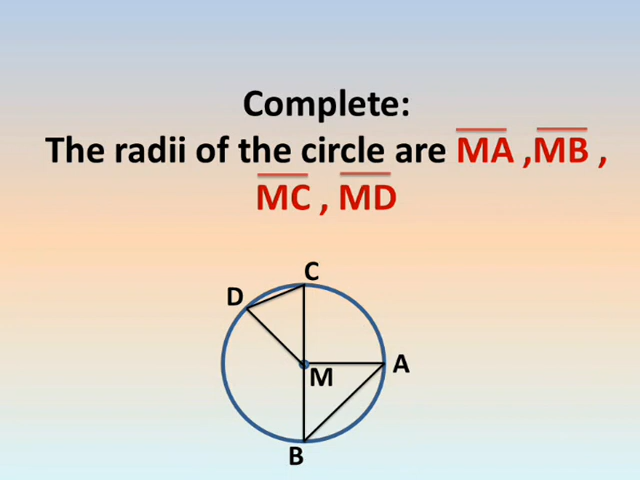 Complete:
The radii of the circle are MA ,MB ,
MC , MD
C
D
A
M
B